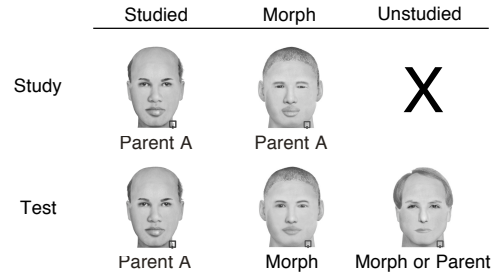 Studied Morph Unstudied
Study X
Parent A Parent A
Test
Parent A Morph Morph or Parent